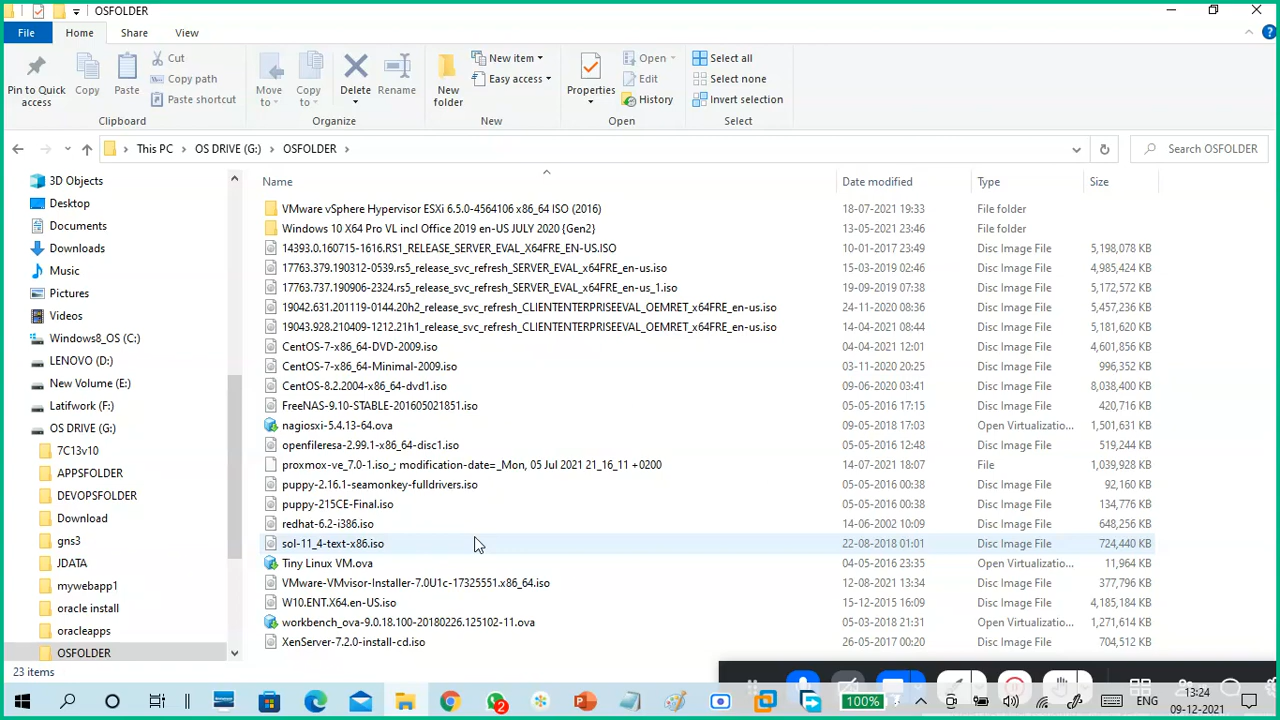 OSFOLDER
File Home Share View
Pin to Quick access
Copy
Paste
Cut
Copy path
Paste shortcut
Move to
Copy to
Delete
Rename
New folder
New item
Easy access
Properties
Open
Edit
History
Select all
Select none
Invert selection
Clipboard Organize New Open Select
This PC OS DRIVE (G:) OSFOLDER
Search OSFOLDER
3D Objects
Desktop
Documents
Downloads
Music
Pictures
Videos
Windows8_OS (C:)
LENOVO (D:)
New Volume (E:)
Latifwork (F:)
OS DRIVE (G:)
7C13v10
APPSFOLDER
DEVOPSFOLDER
Download
gns3
JDATA
mywebapp1
oracle install
oracleapps
OSFOLDER
Name Date modified Type Size
VMware vSphere Hypervisor ESXi 6.5.0-4564106 x86_64 ISO (2016) 18-07-2021 19:33 File folder
Windows 10 X64 Pro VL incl Office 2019 en-US JULY 2020 {Gen2} 13-05-2021 23:46 File folder
14393.0.160715-1616.RS1_RELEASE_SERVER_EVAL_X64FRE_EN-US.ISO 10-01-2017 23:49 Disc Image File 5,198,078 KB
17763.379.190312-0539.rs5_release_svc_refresh_SERVER_EVAL_x64FRE_en-us.iso 15-03-2019 02:46 Disc Image File 4,985,424 KB
17763.737.190906-2324.rs5_release_svc_refresh_SERVER_EVAL_x64FRE_en-us_1.iso 19-09-2019 07:38 Disc Image File 5,172,572 KB
19042.631.201119-0144.20h2_release_svc_refresh_CLIENTENTERPRISEEVAL_OEMRET_x64FRE_en-us.iso 24-11-2020 08:36 Disc Image File 5,457,236 KB
19043.928.210409-1212.21h1_release_svc_refresh_CLIENTENTERPRISEEVAL_OEMRET_x64FRE_en-us.iso 14-04-2021 08:44 Disc Image File 5,181,620 KB
CentOS-7-x86_64-DVD-2009.iso 04-04-2021 12:01 Disc Image File 4,601,856 KB
CentOS-7-x86_64-Minimal-2009.iso 03-11-2020 20:25 Disc Image File 996,352 KB
CentOS-8.2.2004-x86_64-dvd1.iso 09-06-2020 03:41 Disc Image File 8,038,400 KB
FreeNAS-9.10-STABLE-201605021851.iso 05-05-2016 17:15 Disc Image File 420,716 KB
nagiosxi-5.4.13-64.ova 09-05-2018 17:03 Open Virtualizatio... 1,501,631 KB
openfileresa-2.99.1-x86_64-disc1.iso 05-05-2016 12:48 Disc Image File 519,244 KB
proxmox-ve_7.0-1.iso_; modification-date=_Mon, 05 Jul 2021 21_16_11 +0200 14-07-2021 18:07 File 1,039,928 KB
puppy-2.16.1-seamonkey-fulldrivers.iso 05-05-2016 00:38 Disc Image File 92,160 KB
puppy-215CE-Final.iso 05-05-2016 00:38 Disc Image File 134,776 KB
redhat-6.2-i386.iso 14-06-2002 10:09 Disc Image File 648,256 KB
sol-11_4-text-x86.iso 22-08-2018 01:01 Disc Image File 724,440 KB
Tiny Linux VM.ova 04-05-2016 23:35 Open Virtualizatio... 11,964 KB
VMware-VMvisor-Installer-7.0U1c-17325551.x86_64.iso 12-08-2021 13:34 Disc Image File 377,796 KB
W10.ENT.X64.en-US.iso 15-12-2015 16:09 Disc Image File 4,185,184 KB
workbench_ova-9.0.18.100-20180226.125102-11.ova 05-03-2018 21:31 Open Virtualizatio... 1,271,614 KB
XenServer-7.2.0-install-cd.iso 26-05-2017 00:20 Disc Image File 704,512 KB
23 items
2
100%
ENG
13:24
09-12-2021